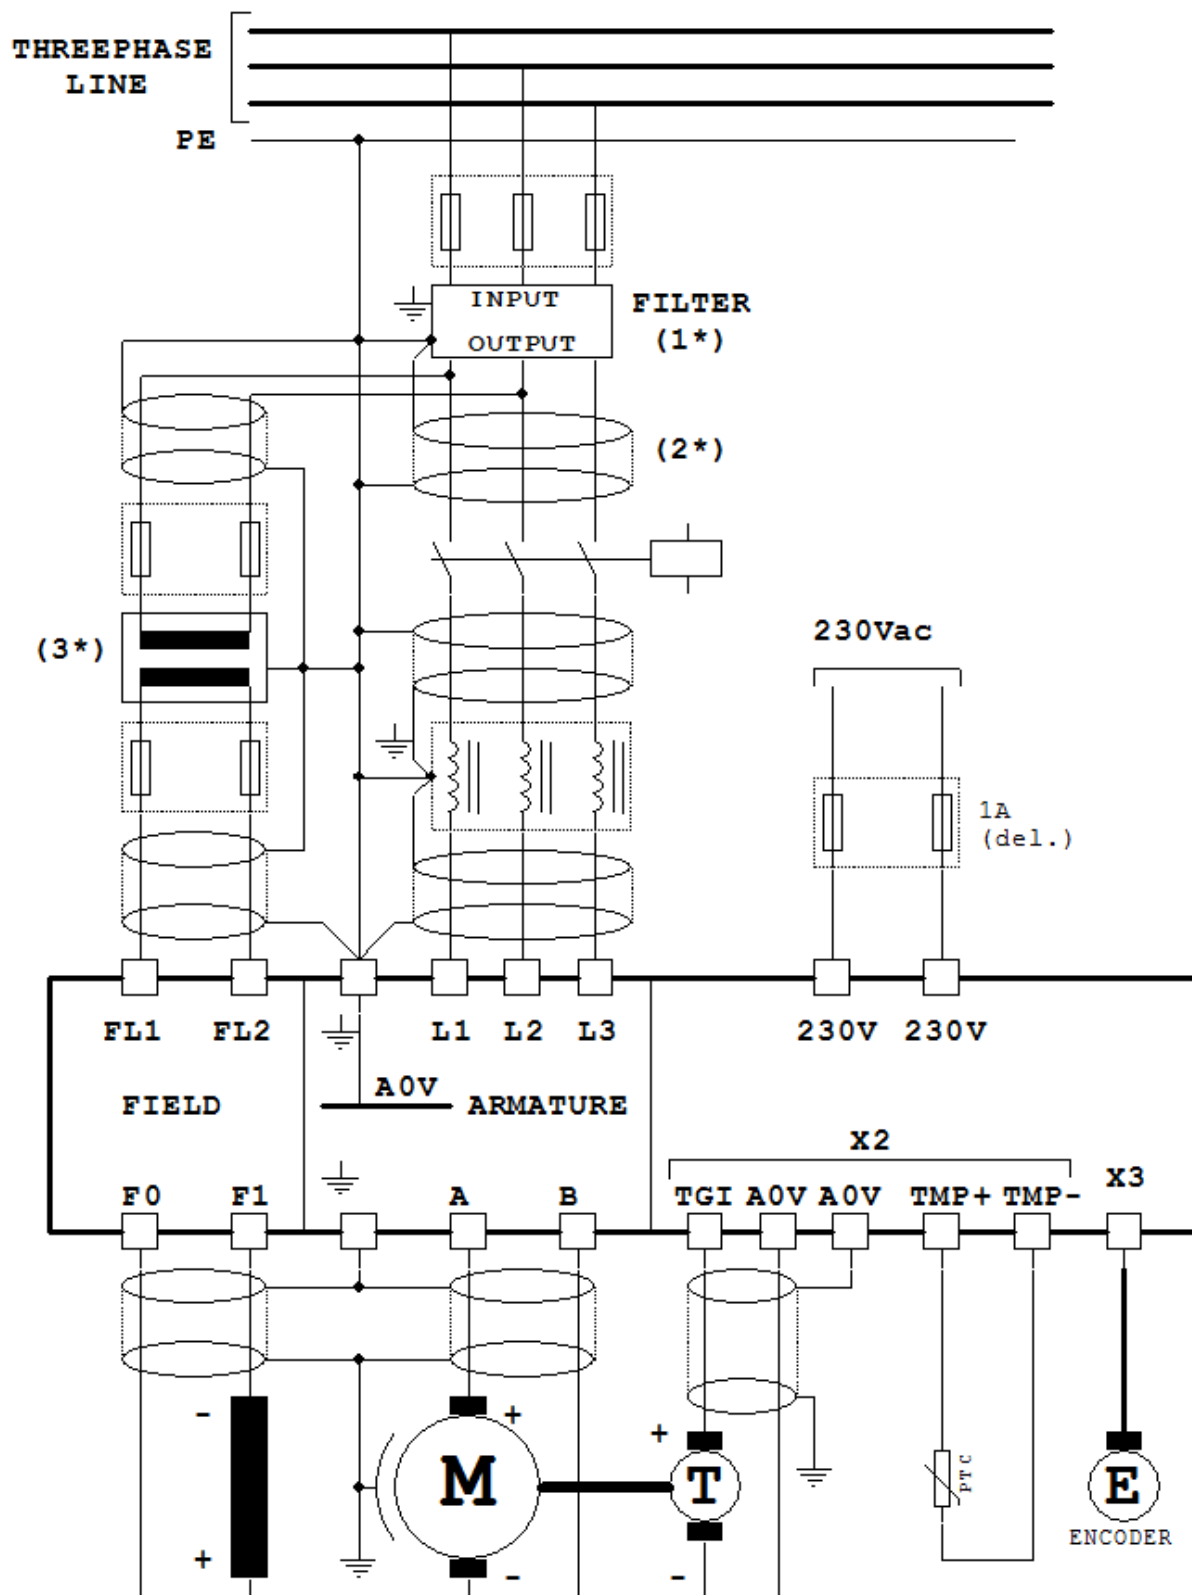 THREEPHASE
LINE
PE
INPUT
OUTPUT
FILTER
(1*)
(2*)
(3*)
230Vac
1A
(del.)
FL1 FL2 L1 L2 L3 230V 230V
FIELD A0V ARMATURE
X2
F0 F1 A B TGI A0V A0V TMP+ TMP- X3
- + +
M T PTC E
ENCODER
+ - -